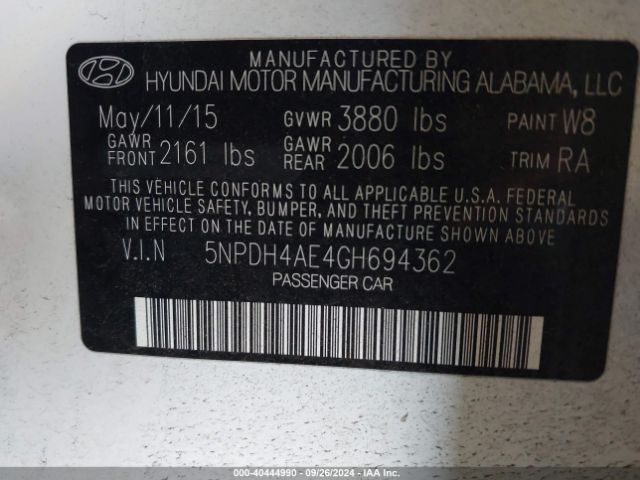 MANUFACTURED BY
HYUNDAI MOTOR MANUFACTURING ALABAMA, LLC
May/11/15 GVWR 3880 lbs PAINT W8
GAWR FRONT 2161 lbs GAWR REAR 2006 lbs TRIM RA
THIS VEHICLE CONFORMS TO ALL APPLICABLE U.S.A. FEDERAL
MOTOR VEHICLE SAFETY, BUMPER, AND THEFT PREVENTION STANDARDS
IN EFFECT ON THE DATE OF MANUFACTURE SHOWN ABOVE.
V.I.N 5NPDH4AE4GH694362
PASSENGER CAR
000-40444990 - 09/26/2024 - IAAI.COM